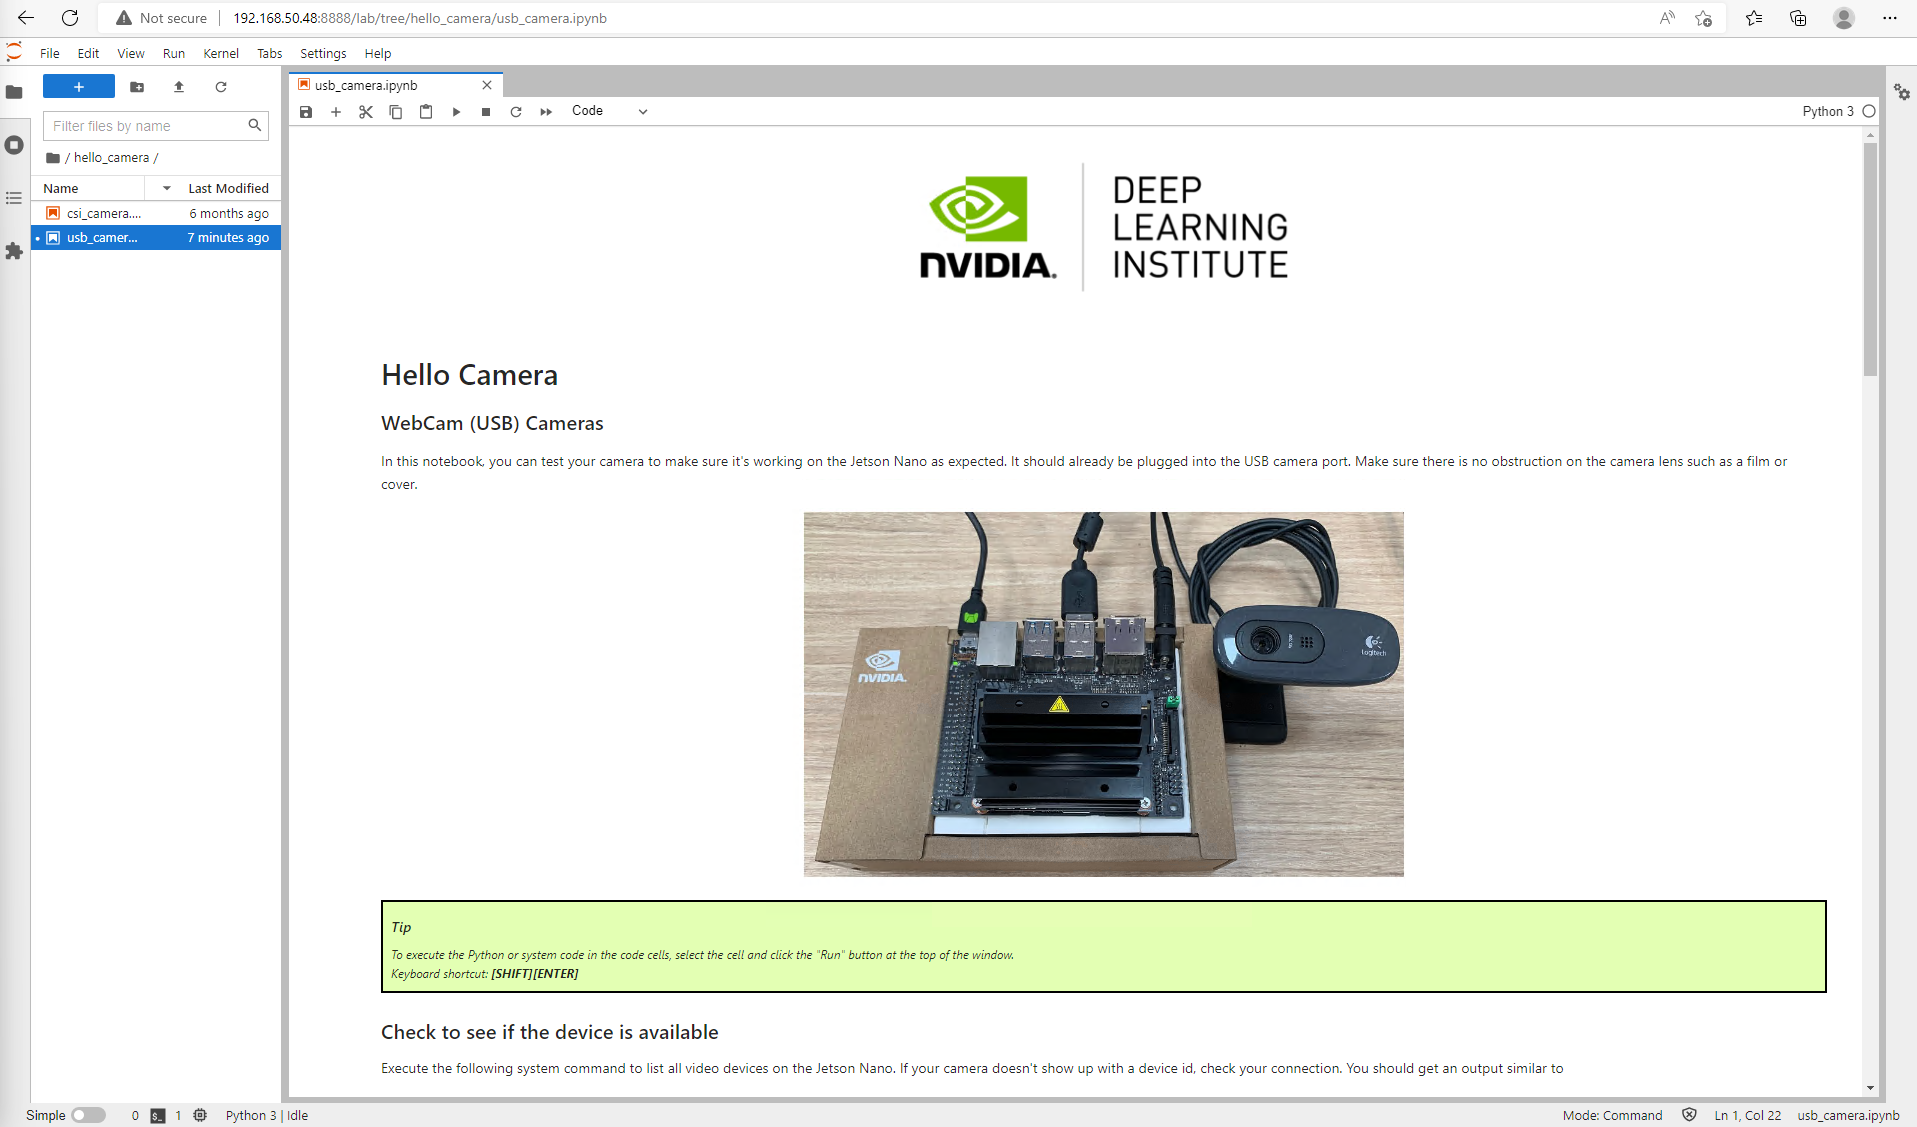 Not secure
192.168.50.48:8888/lab/tree/hello_camera/usb_camera.ipynb
File Edit View Run Kernel Tabs Settings Help
Filter files by name
/ hello_camera /
Name Last Modified
csi_camera.... 6 months ago
usb_camer... 7 minutes ago
usb_camera.ipynb
Code
Python 3
NVIDIA.
DEEP
LEARNING
INSTITUTE
Hello Camera
WebCam (USB) Cameras
In this notebook, you can test your camera to make sure it's working on the Jetson Nano as expected. It should already be plugged into the USB camera port. Make sure there is no obstruction on the camera lens such as a film or
cover.
NVIDIA.
Logitech
Tip
To execute the Python or system code in the code cells, select the cell and click the "Run" button at the top of the window.
Keyboard shortcut: [SHIFT][ENTER]
Check to see if the device is available
Execute the following system command to list all video devices on the Jetson Nano. If your camera doesn't show up with a device id, check your connection. You should get an output similar to
Simple 0 1 Python 3 | Idle
Mode: Command Ln 1, Col 22 usb_camera.ipynb